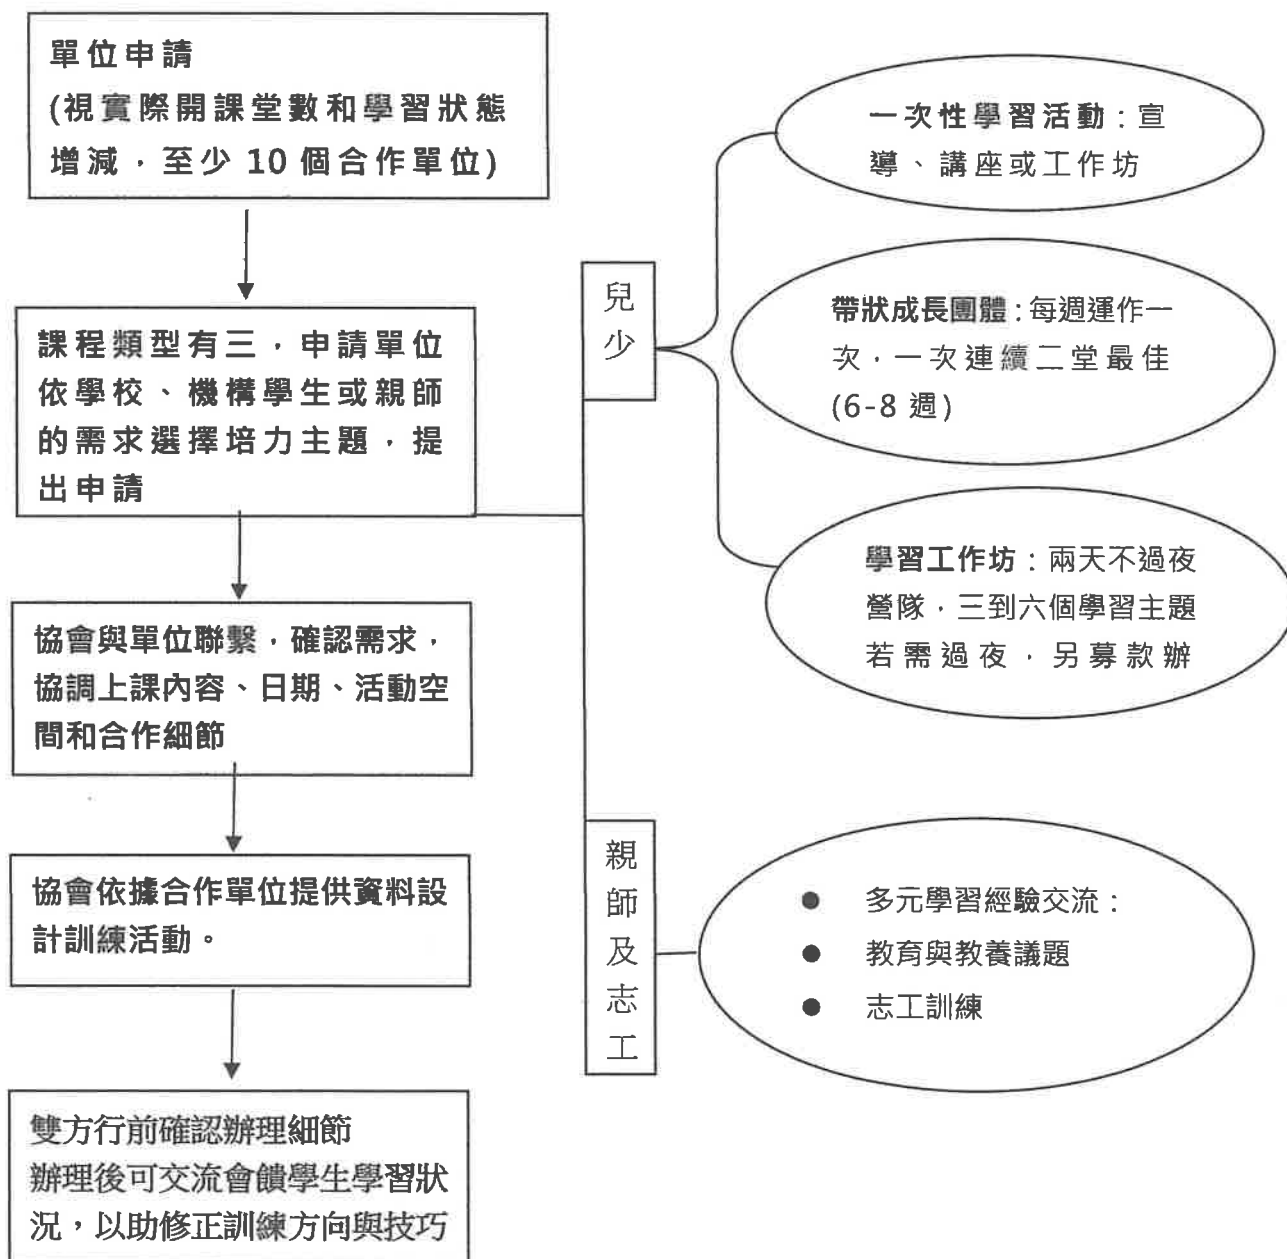 單位申請
(視實際開課堂數和學習狀態
增減，至少 10 個合作單位)
課程類型有三，申請單位
依學校、機構學生或親師
的需求選擇培力主題，提
出申請
協會與單位聯繫，確認需求，
協調上課內容、日期、活動空
間和合作細節
協會依據合作單位提供資料設
計訓練活動。
雙方行前確認辦理細節
辦理後可交流會饋學生學習狀
況，以助修正訓練方向與技巧
兒少
一次性學習活動：宣
導、講座或工作坊
帶狀成長團體：每週運作一
次，一次連續二堂最佳
(6-8 週)
學習工作坊：兩天不過夜
營隊，三到六個學習主題
若需過夜，另募款辦
親師及志工
● 多元學習經驗交流：
● 教育與教養議題
● 志工訓練